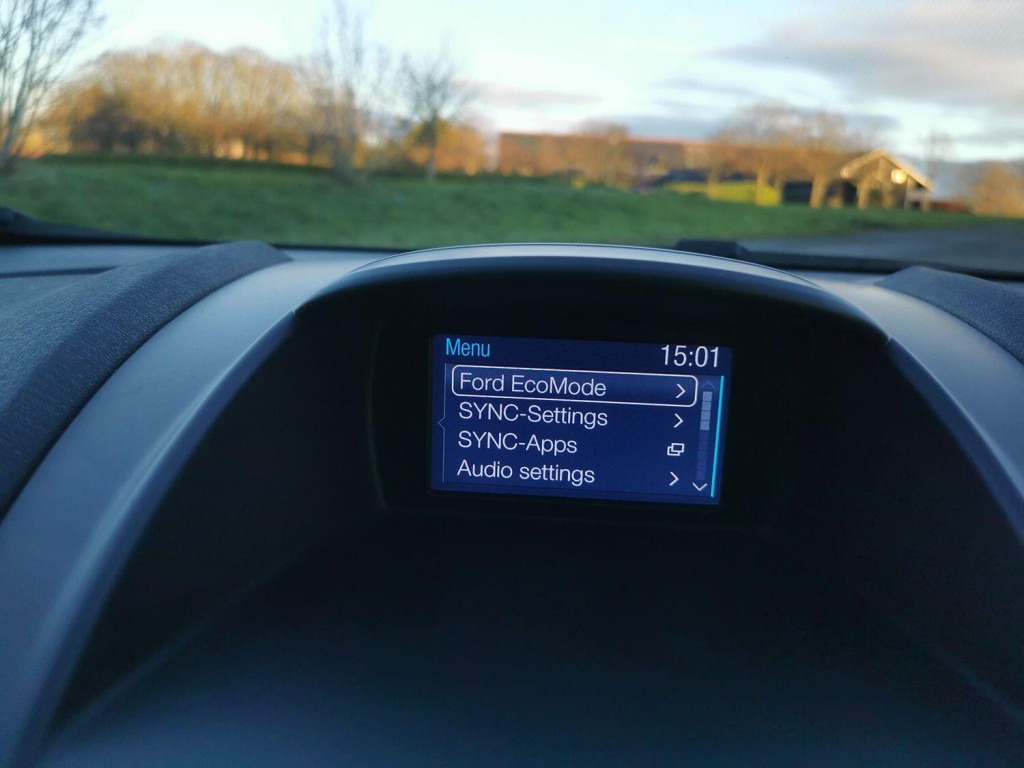 Menu 15:01
Ford EcoMode
SYNC-Settings
SYNC-Apps
Audio settings